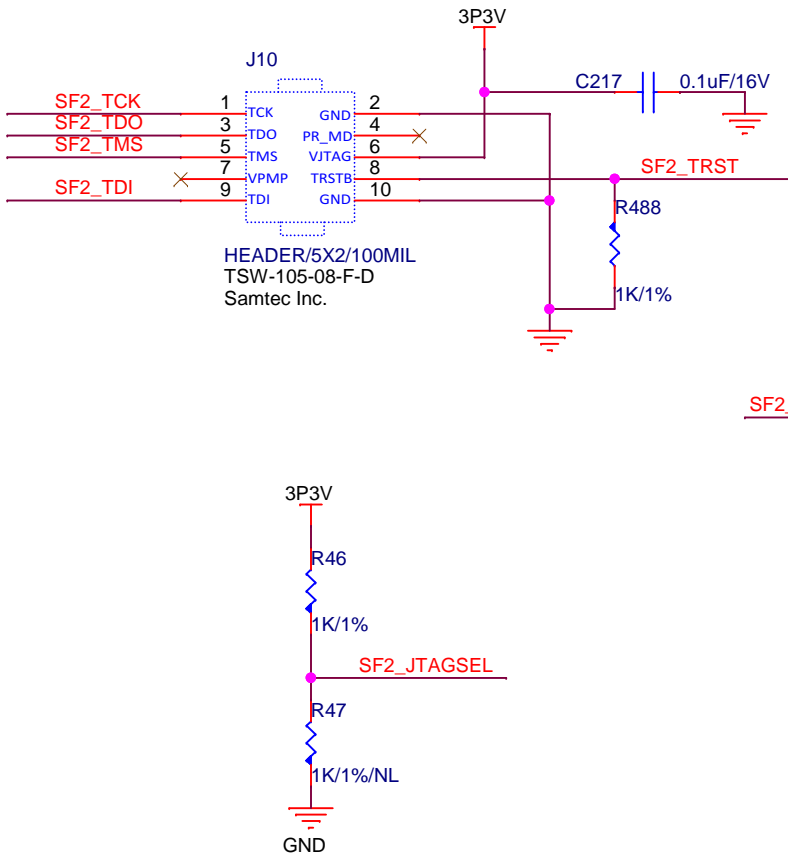 3P3V
J10
C217
0.1uF/16V
SF2_TCK
1
TCK
GND
2
SF2_TDO
3
TDO
PR_MD
4
SF2_TMS
5
TMS
VJTAG
6
7
VPMP
TRSTB
8
SF2_TRST
SF2_TDI
9
TDI
GND
10
R488
1K/1%
HEADER/5X2/100MIL
TSW-105-08-F-D
Samtec Inc.
SF2_
3P3V
R46
1K/1%
SF2_JTAGSEL
R47
1K/1%/NL
GND